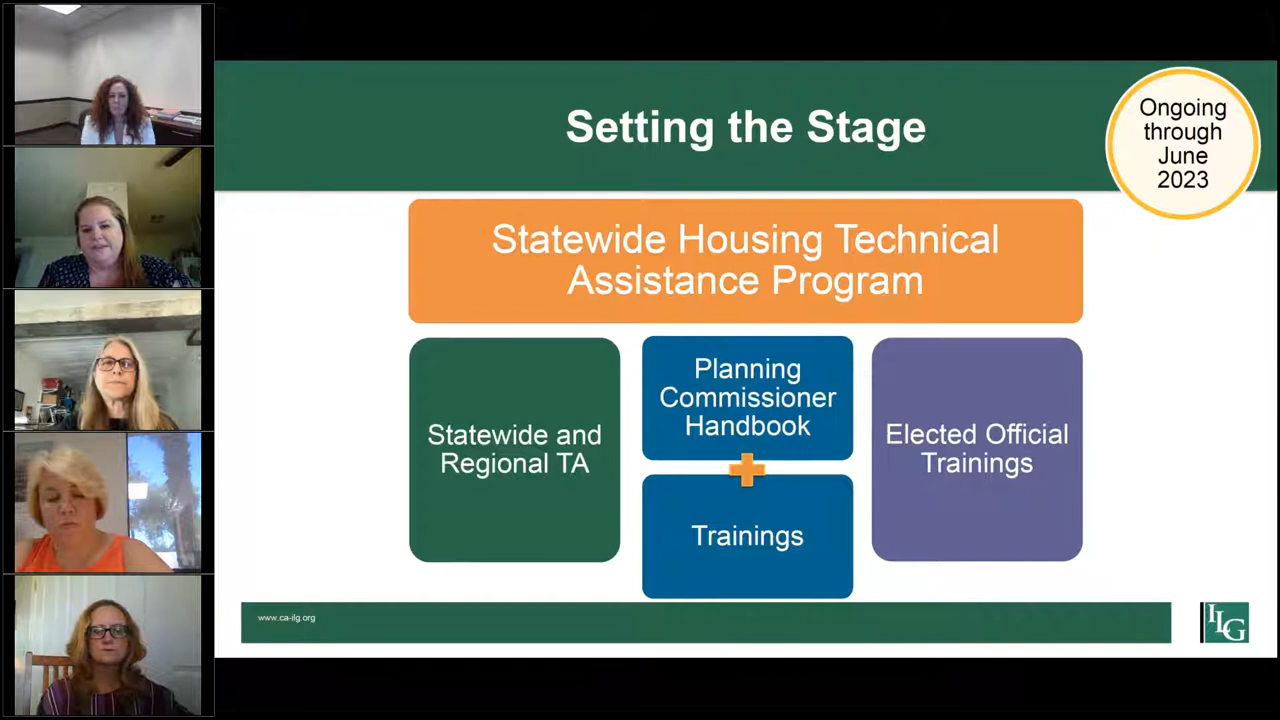 Setting the Stage
Ongoing
through
June
2023
Statewide Housing Technical
Assistance Program
Statewide and
Regional TA
Planning
Commissioner
Handbook
Trainings
Elected Official
Trainings
www.ca-ilg.org
ILG